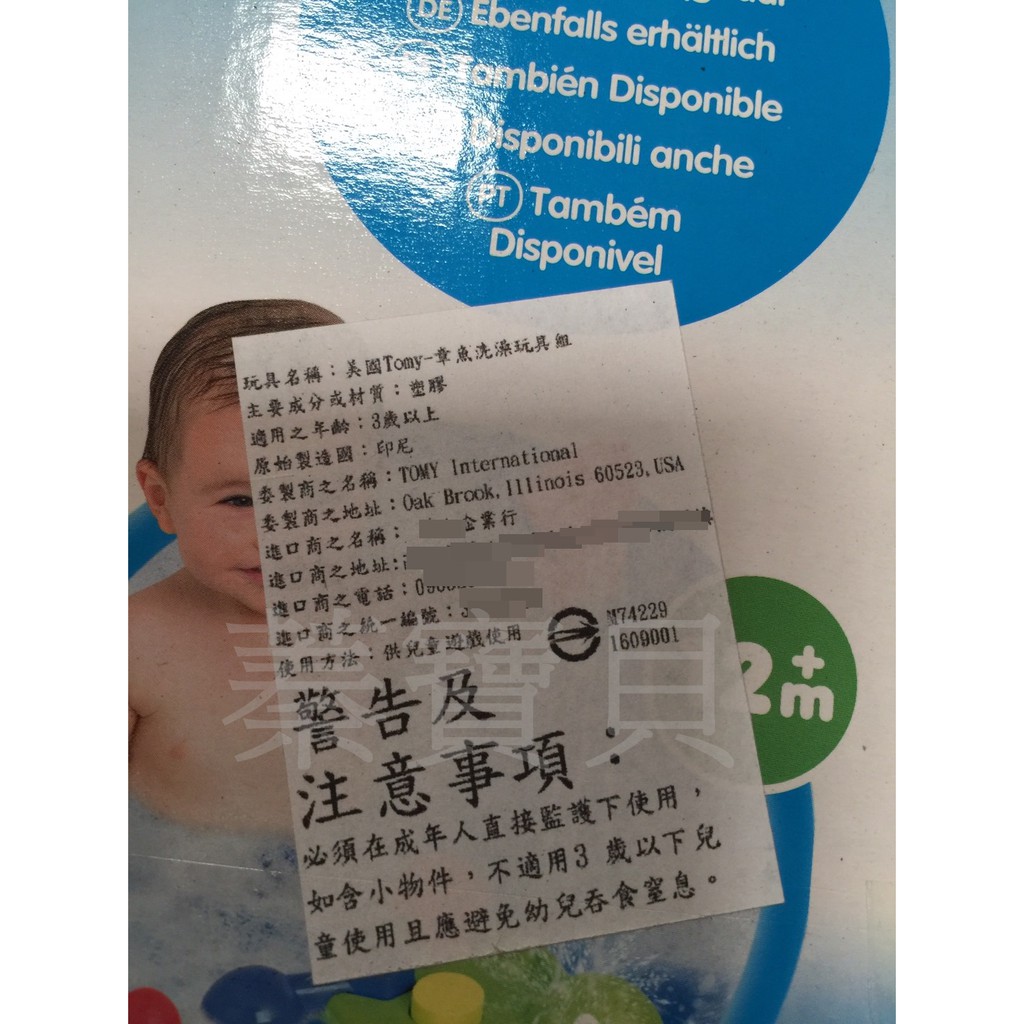 DE Ebenfalls erhältlich
También Disponible
Disponibili anche
PT Também
Disponivel
玩具名稱：美國Tomy-章魚洗澡玩具組
主要成分或材質：塑膠
適用之年齡：3歲以上
原始製造國：印尼
委製商之名稱：TOMY International
委製商之地址：Oak Brook, Illinois 60523, USA
進口商之名稱： 企業行
進口商之地址:
進口商之電話：
進口商之統一編號：
使用方法：供兒童遊戲使用
M74229
1609001
2+m
警告及
注意事項：
必須在成年人直接監護下使用，
如含小物件，不適用3 歲以下兒
童使用且應避免幼兒吞食窒息。
秦寶貝